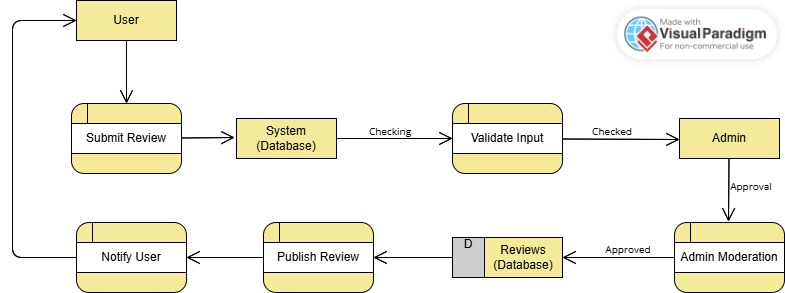 User
Made with
Visual Paradigm
For non-commercial use
Submit Review
System
(Database)
Checking
Validate Input
Checked
Admin
Approval
Notify User
Publish Review
D
Reviews
(Database)
Approved
Admin Moderation